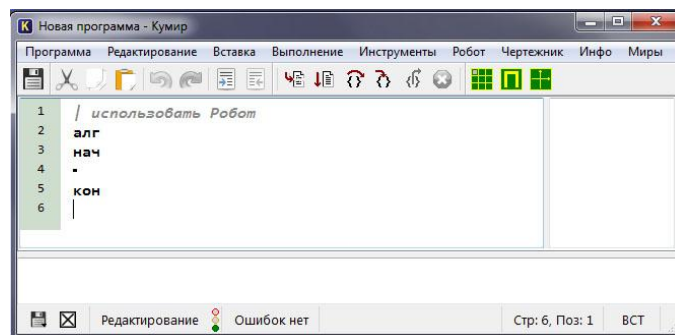 Новая программа - Кумир
Программа Редактирование Вставка Выполнение Инструменты Робот Чертежник Инфо Миры
1 | использовать Робот
2 алг
3 нач
4 .
5 кон
6
Редактирование Ошибок нет Стр: 6, Поз: 1 ВСТ